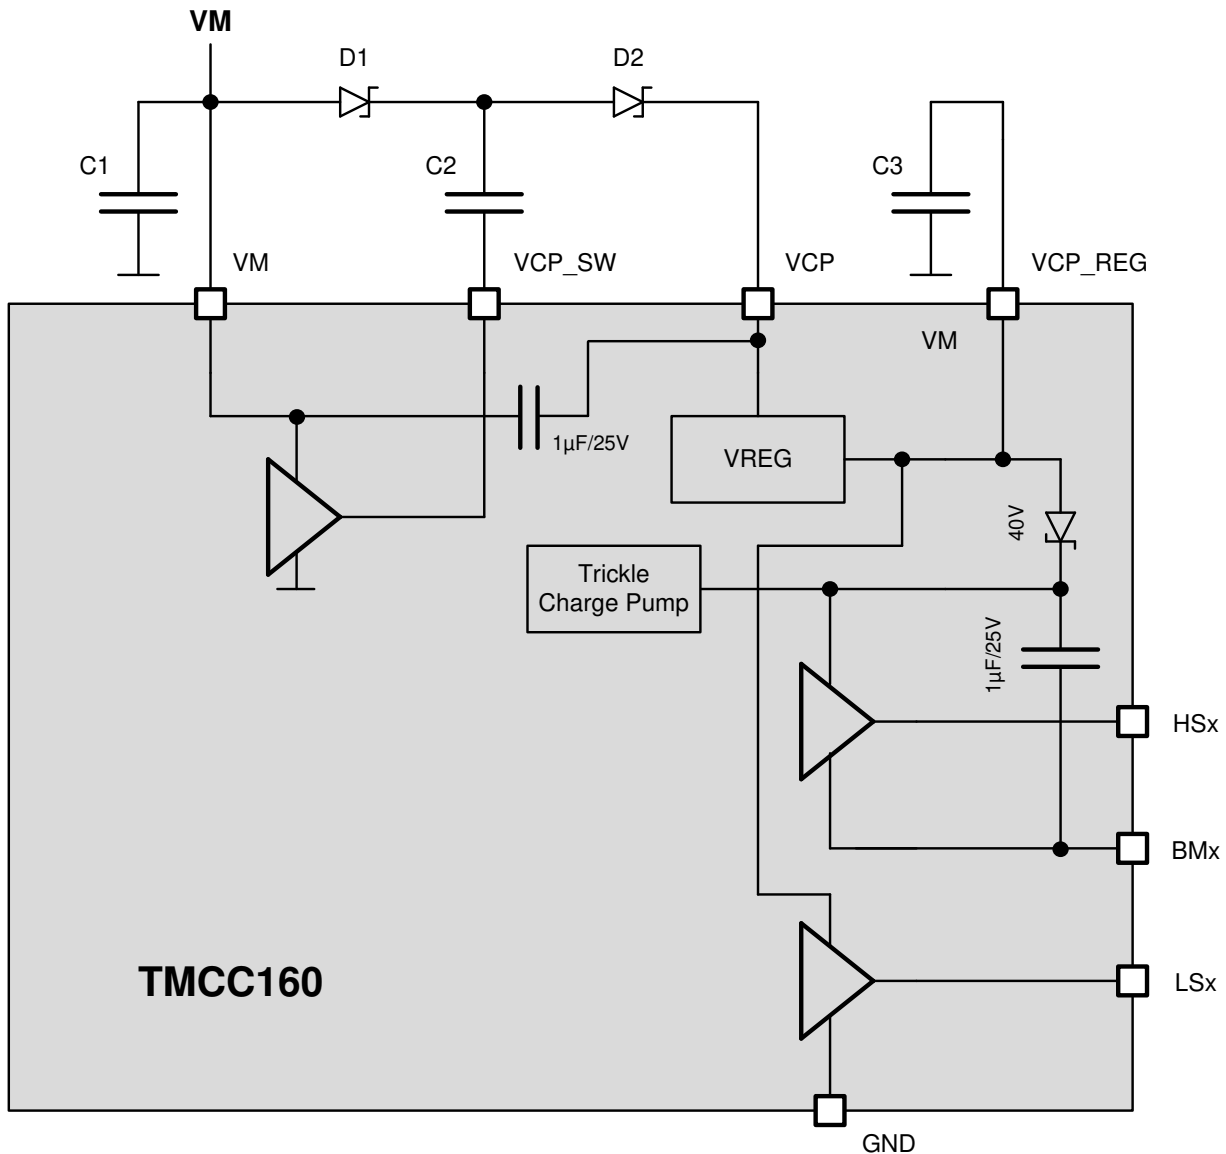 VM
D1
D2
C1
C2
C3
VM
VCP_SW
VCP
VCP_REG
VM
1µF/25V
VREG
40V
Trickle
Charge Pump
1µF/25V
HSx
BMx
TMCC160
LSx
GND